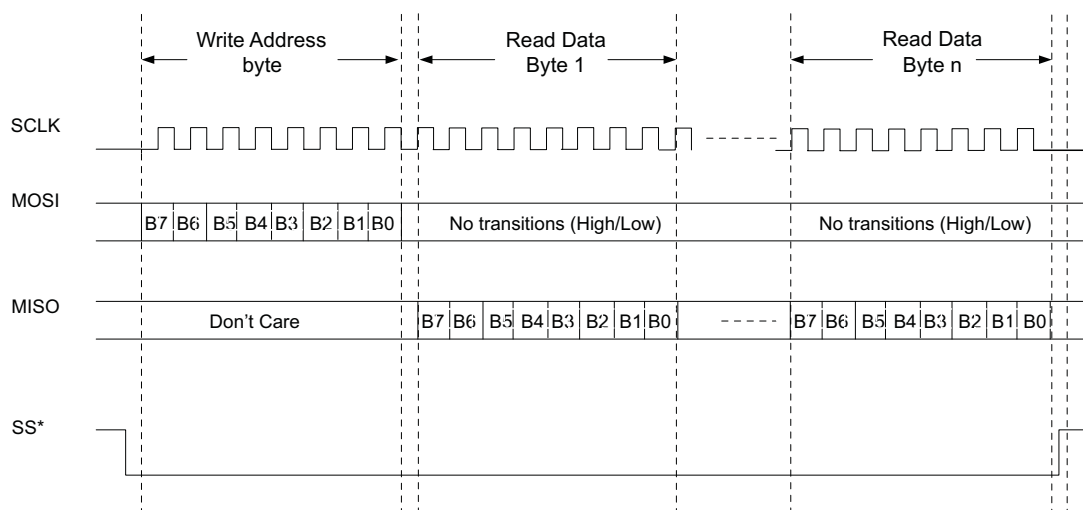 Write Address
byte
Read Data
Byte 1
Read Data
Byte n
SCLK
MOSI
B7 B6 B5 B4 B3 B2 B1 B0
No transitions (High/Low)
No transitions (High/Low)
MISO
Don't Care
B7 B6 B5 B4 B3 B2 B1 B0
B7 B6 B5 B4 B3 B2 B1 B0
SS*